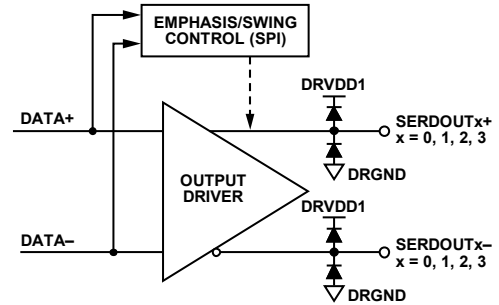 EMPHASIS/SWING
CONTROL (SPI)
DRVDD1
DATA+
SERDOUTx+
x = 0, 1, 2, 3
DRGND
OUTPUT
DRIVER
DRVDD1
DATA–
SERDOUTx–
x = 0, 1, 2, 3
DRGND